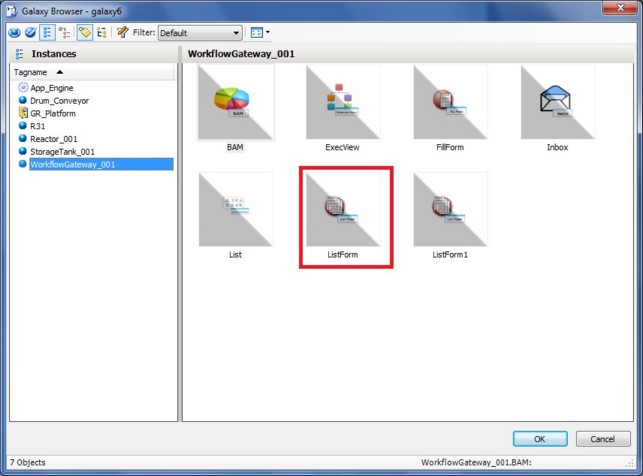 Galaxy Browser - galaxy6
Filter: Default
Instances
WorkflowGateway_001
Tagname
App_Engine
Drum_Conveyor
GR_Platform
R31
Reactor_001
StorageTank_001
WorkflowGateway_001
BAM
BAM
ExecView
FillForm
Inbox
List
ListForm
ListForm1
OK
Cancel
7 Objects
WorkflowGateway_001.BAM: